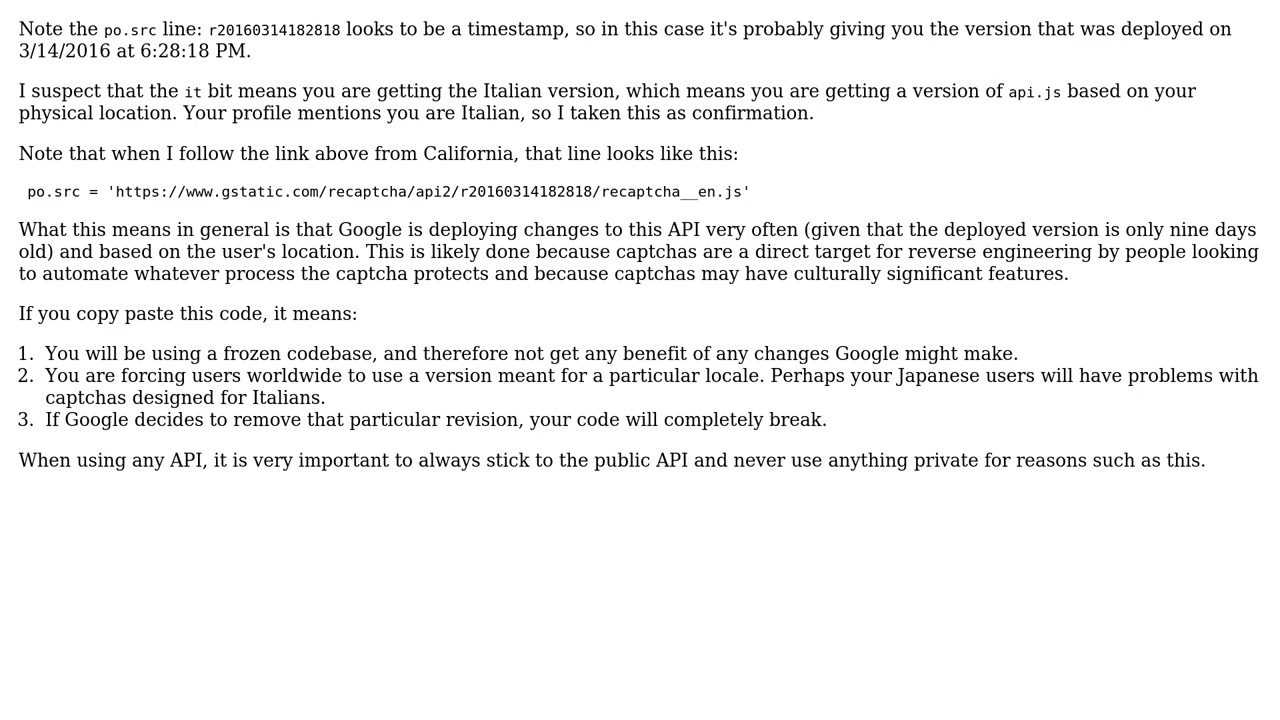 Note the po.src line: r20160314182818 looks to be a timestamp, so in this case it's probably giving you the version that was deployed on
3/14/2016 at 6:28:18 PM.
I suspect that the it bit means you are getting the Italian version, which means you are getting a version of api.js based on your
physical location. Your profile mentions you are Italian, so I taken this as confirmation.
Note that when I follow the link above from California, that line looks like this:
po.src = 'https://www.gstatic.com/recaptcha/api2/r20160314182818/recaptcha__en.js'
What this means in general is that Google is deploying changes to this API very often (given that the deployed version is only nine days
old) and based on the user's location. This is likely done because captchas are a direct target for reverse engineering by people looking
to automate whatever process the captcha protects and because captchas may have culturally significant features.
If you copy paste this code, it means:
1. You will be using a frozen codebase, and therefore not get any benefit of any changes Google might make.
2. You are forcing users worldwide to use a version meant for a particular locale. Perhaps your Japanese users will have problems with
captchas designed for Italians.
3. If Google decides to remove that particular revision, your code will completely break.
When using any API, it is very important to always stick to the public API and never use anything private for reasons such as this.